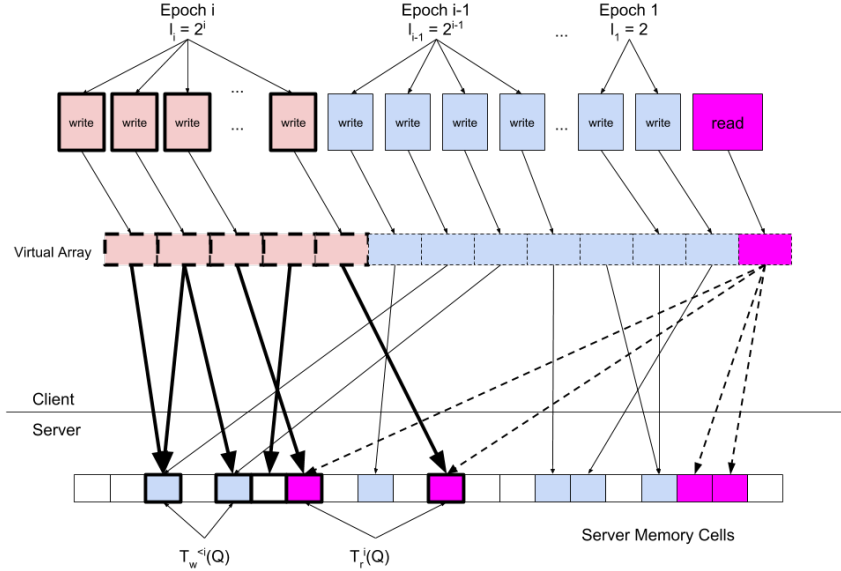 Epoch i
Epoch i-1
Epoch 1
l_i = 2^i
l_{i-1} = 2^{i-1}
...
l_1 = 2
...
write
write
write
...
write
write
write
write
write
...
write
write
read
Virtual Array
Client
Server
T_w^{<i}(Q)
T_r^i(Q)
Server Memory Cells